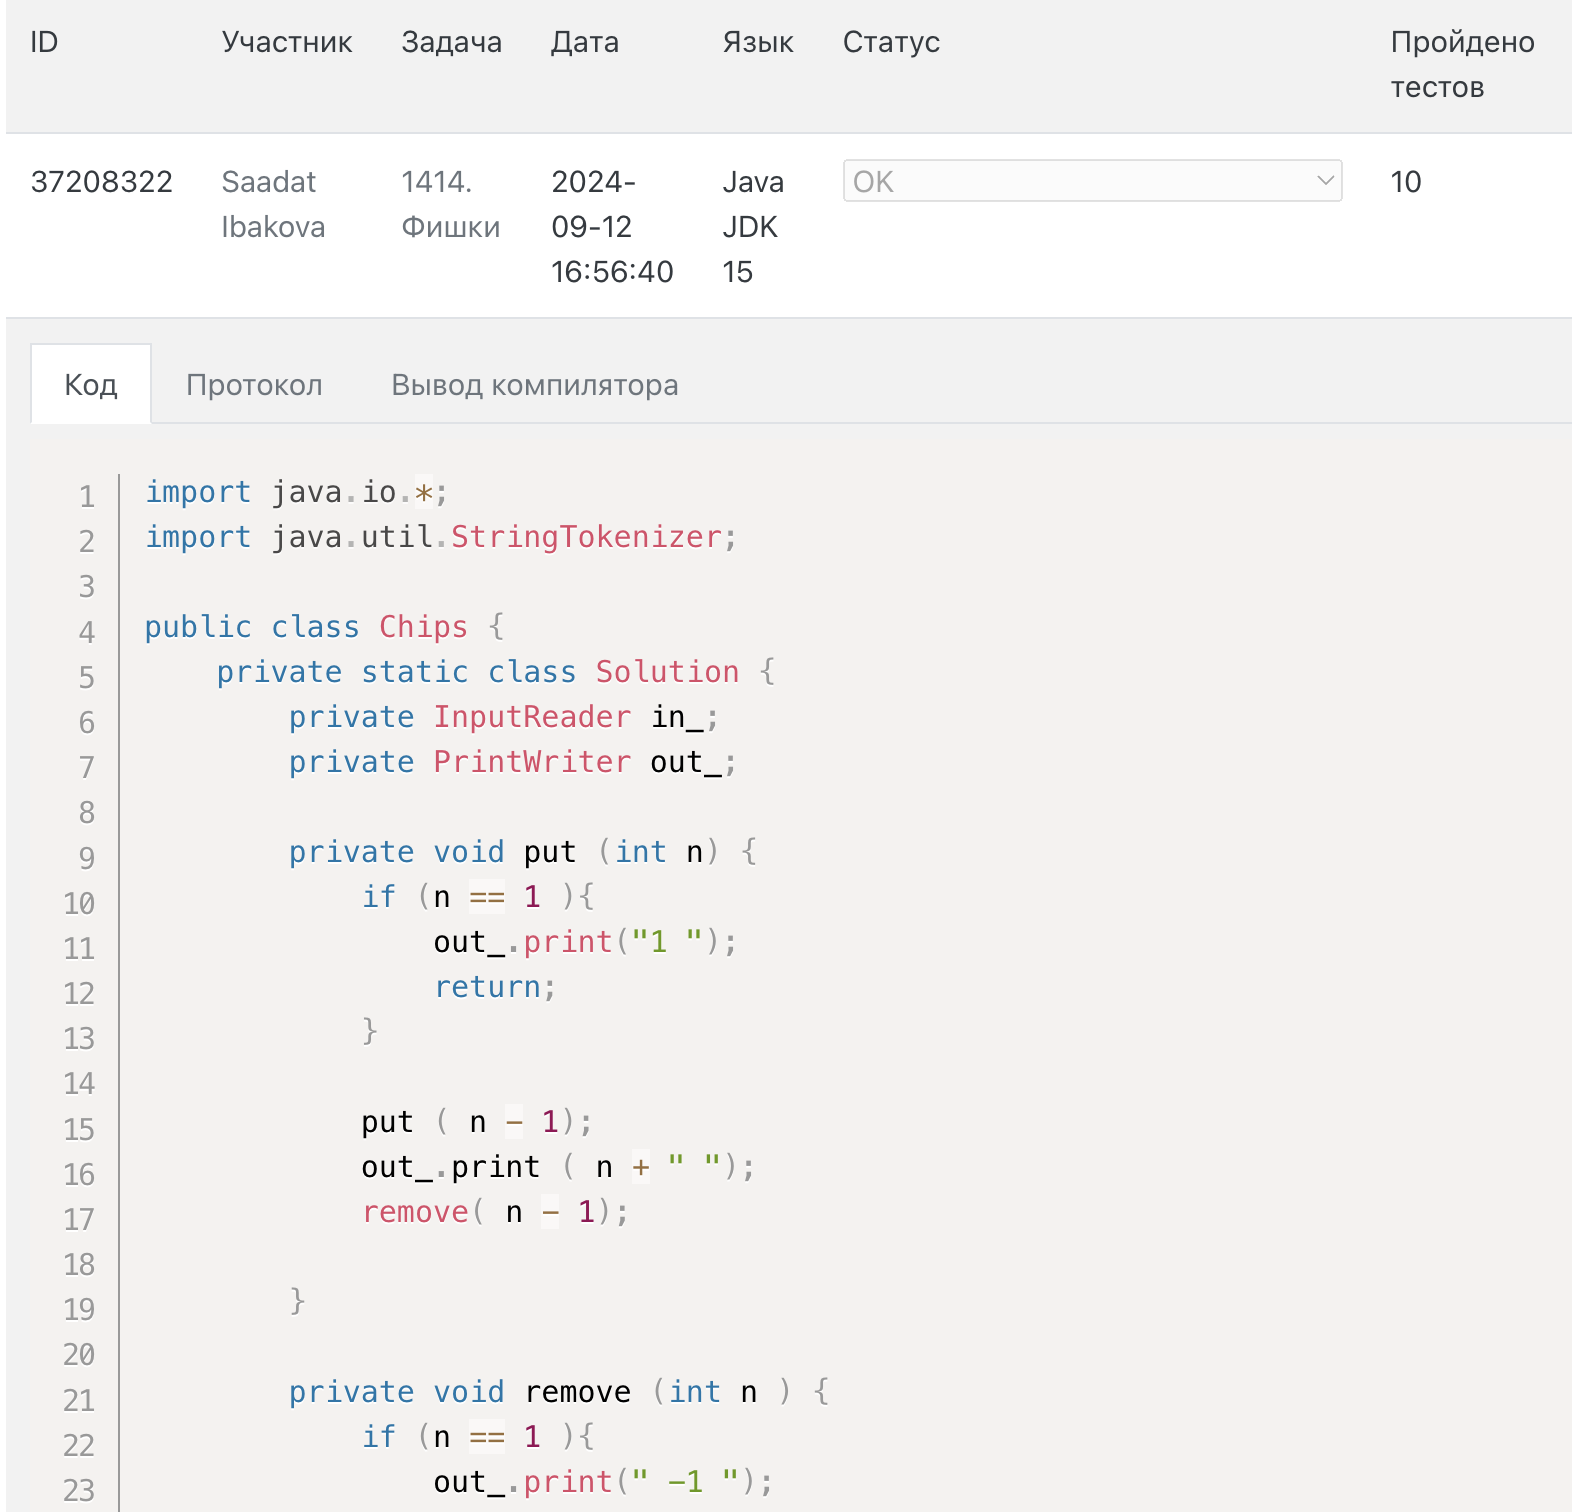 ID Участник Задача Дата Язык Статус Пройдено
тестов
37208322 Saadat 1414. 2024- Java OK 10
Ibakova Фишки 09-12 JDK
16:56:40 15
Код Протокол Вывод компилятора
1 import java.io.*;
2 import java.util.StringTokenizer;
3
4 public class Chips {
5 private static class Solution {
6 private InputReader in_;
7 private PrintWriter out_;
8
9 private void put (int n) {
10 if (n == 1 ){
11 out_.print("1 ");
12 return;
13 }
14
15 put ( n - 1);
16 out_.print ( n + " ");
17 remove( n - 1);
18
19 }
20
21 private void remove (int n ) {
22 if (n == 1 ){
23 out_.print(" -1 ");